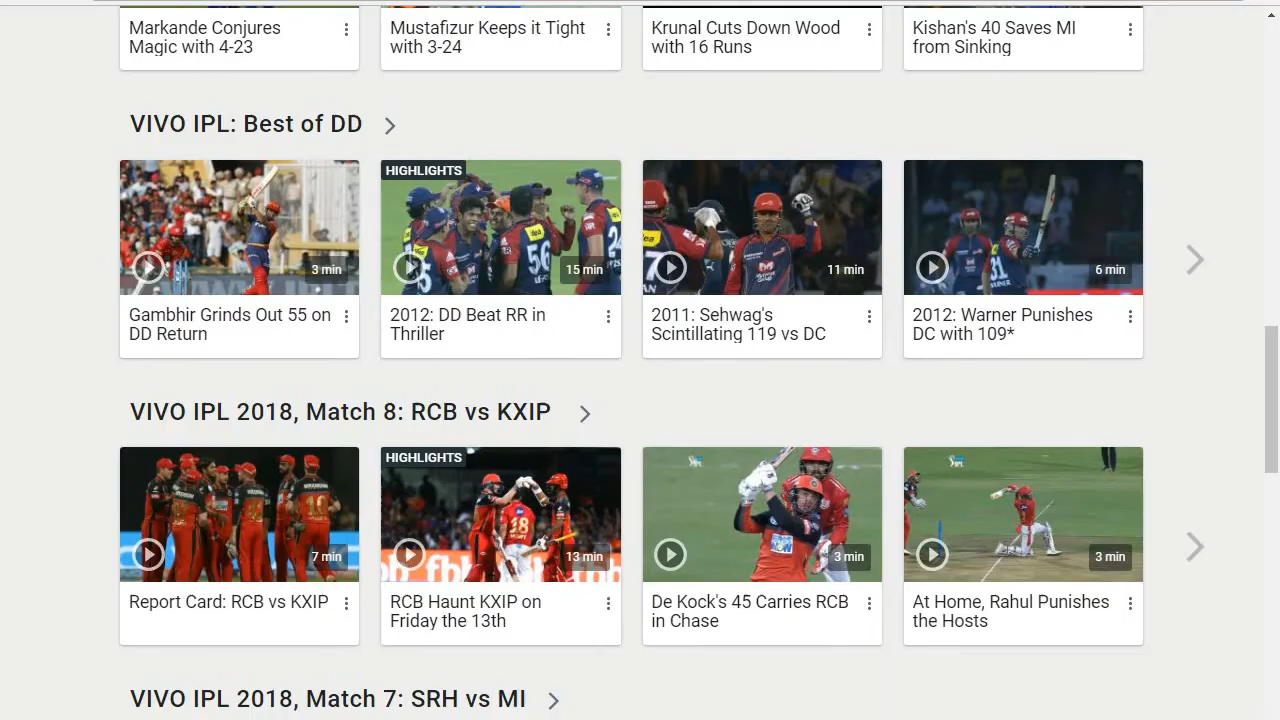 Markande Conjures
Magic with 4-23
Mustafizur Keeps it Tight
with 3-24
Krunal Cuts Down Wood
with 16 Runs
Kishan's 40 Saves MI
from Sinking
VIVO IPL: Best of DD
3 min
Gambhir Grinds Out 55 on
DD Return
HIGHLIGHTS
56
15 min
2012: DD Beat RR in
Thriller
11 min
2011: Sehwag's
Scintillating 119 vs DC
31
6 min
2012: Warner Punishes
DC with 109*
VIVO IPL 2018, Match 8: RCB vs KXIP
7 min
Report Card: RCB vs KXIP
HIGHLIGHTS
18
13 min
RCB Haunt KXIP on
Friday the 13th
3 min
De Kock's 45 Carries RCB
in Chase
3 min
At Home, Rahul Punishes
the Hosts
VIVO IPL 2018, Match 7: SRH vs MI